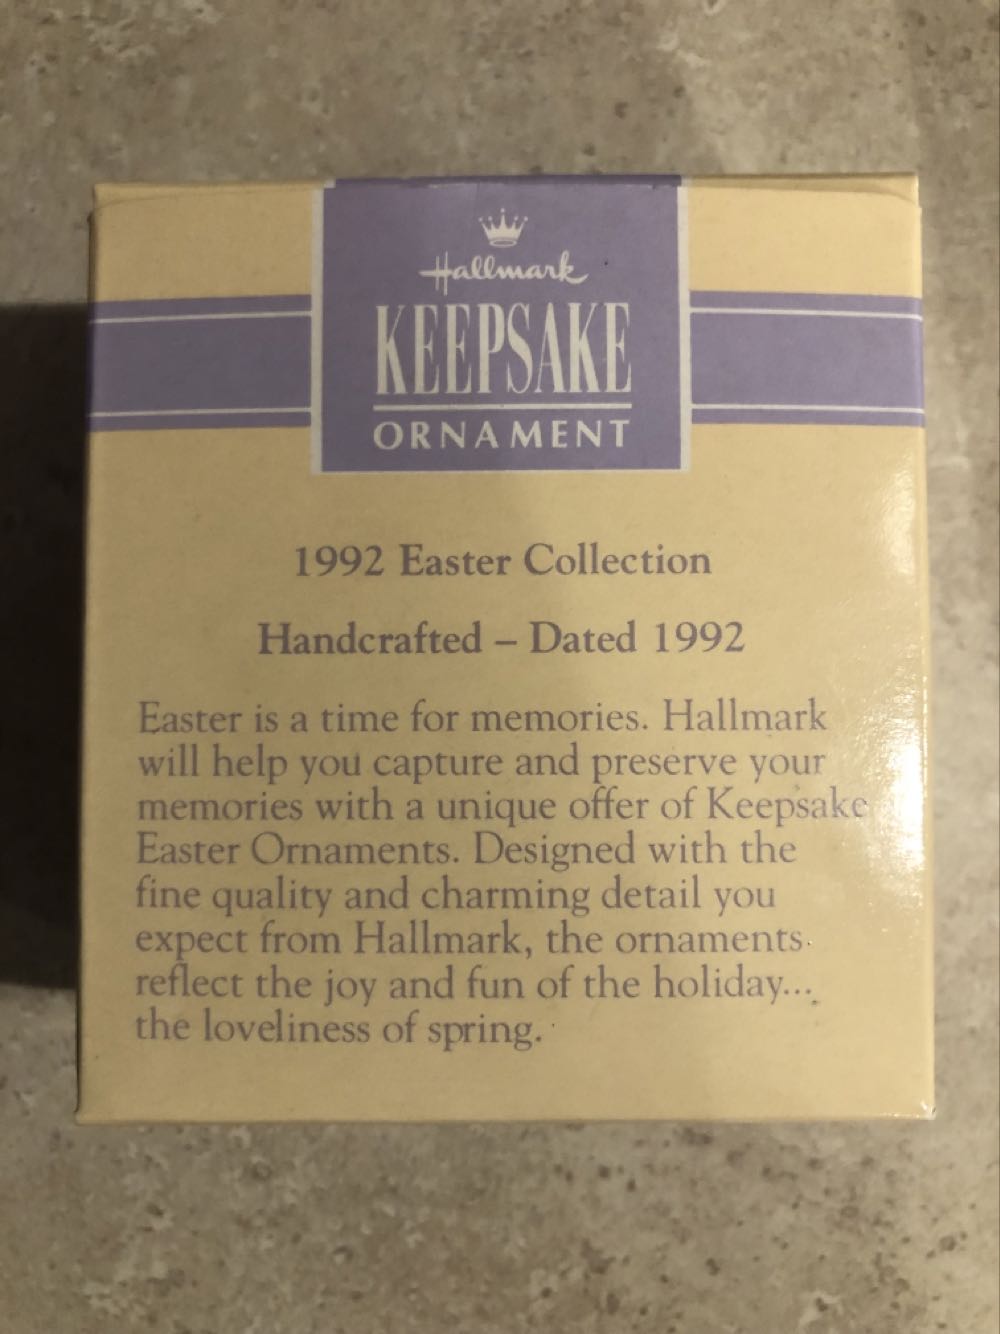 Hallmark
KEEPSAKE
ORNAMENT
1992 Easter Collection
Handcrafted – Dated 1992
Easter is a time for memories. Hallmark
will help you capture and preserve your
memories with a unique offer of Keepsake
Easter Ornaments. Designed with the
fine quality and charming detail you
expect from Hallmark, the ornaments
reflect the joy and fun of the holiday...
the loveliness of spring.